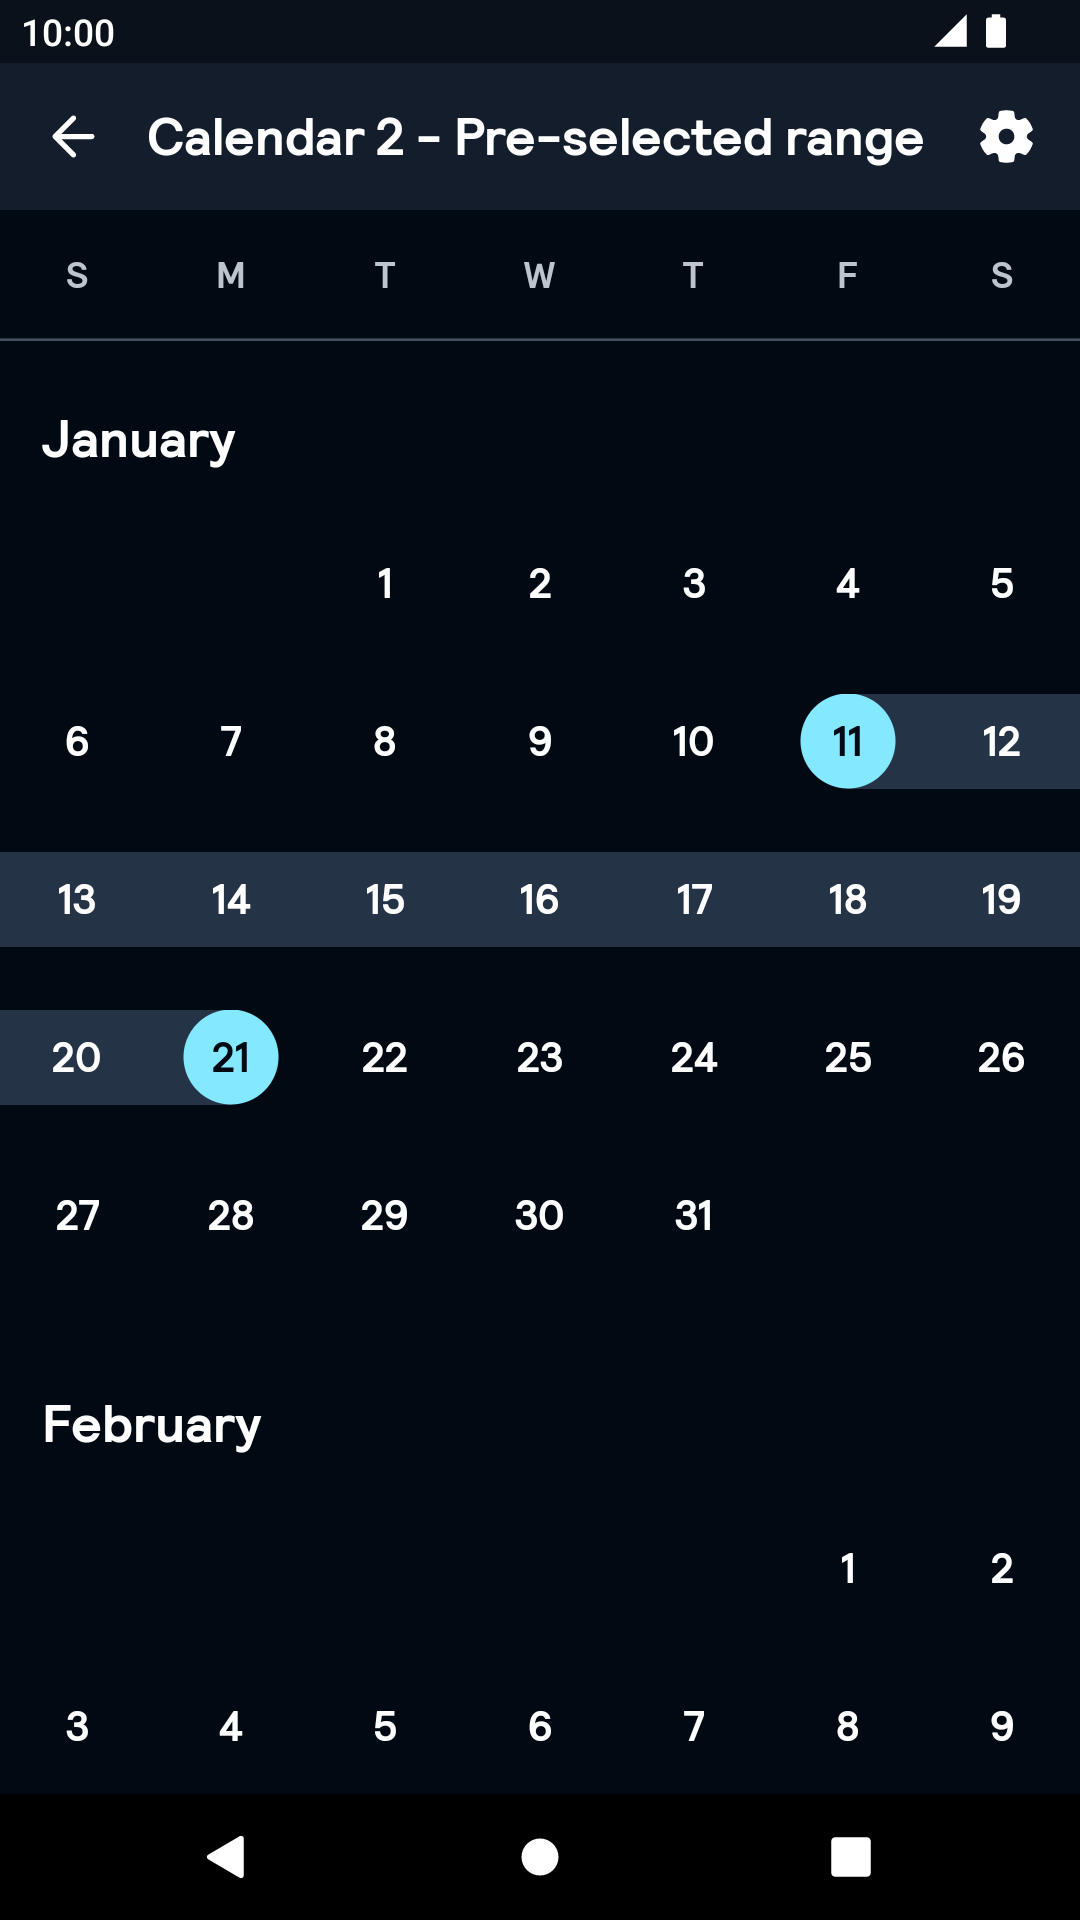 10:00
Calendar 2 - Pre-selected range
S M T W T F S
January
1 2 3 4 5
6 7 8 9 10 11 12
13 14 15 16 17 18 19
20 21 22 23 24 25 26
27 28 29 30 31
February
1 2
3 4 5 6 7 8 9